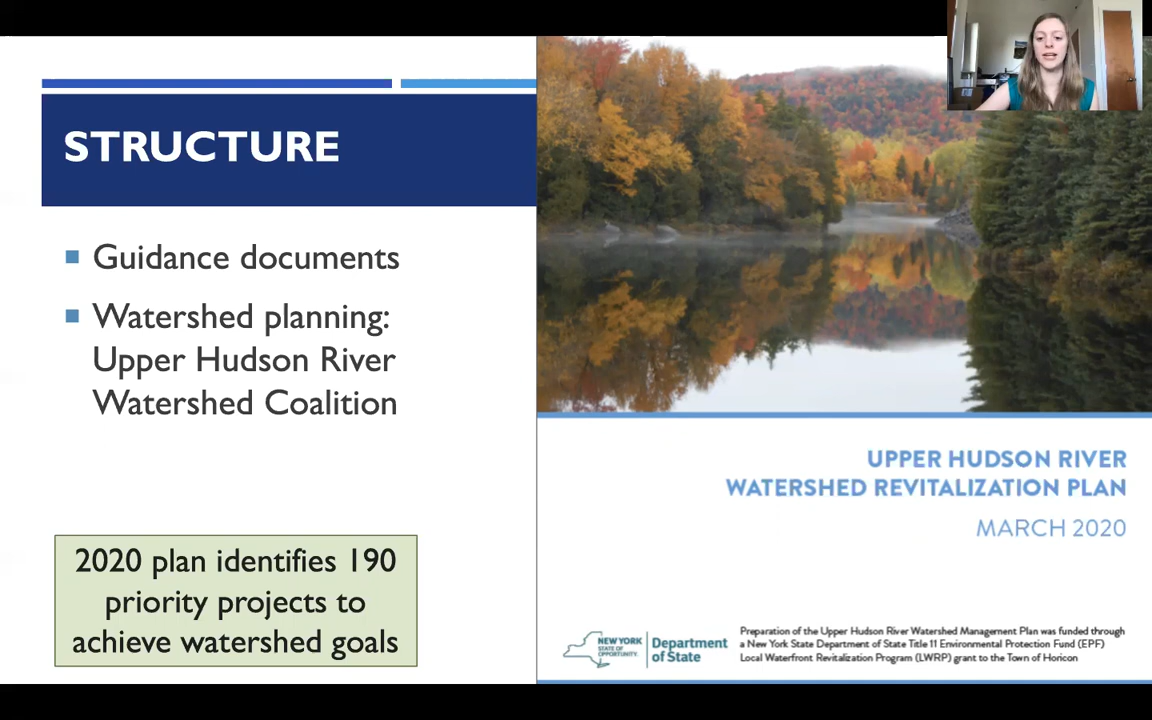 STRUCTURE
Guidance documents
Watershed planning:
Upper Hudson River
Watershed Coalition
2020 plan identifies 190
priority projects to
achieve watershed goals
UPPER HUDSON RIVER
WATERSHED REVITALIZATION PLAN
MARCH 2020
NEW YORK
STATE OF
OPPORTUNITY.
Department
of State
Preparation of the Upper Hudson River Watershed Management Plan was funded through
a New York State Department of State Title 11 Environmental Protection Fund (EPF)
Local Waterfront Revitalization Program (LWRP) grant to the Town of Horicon